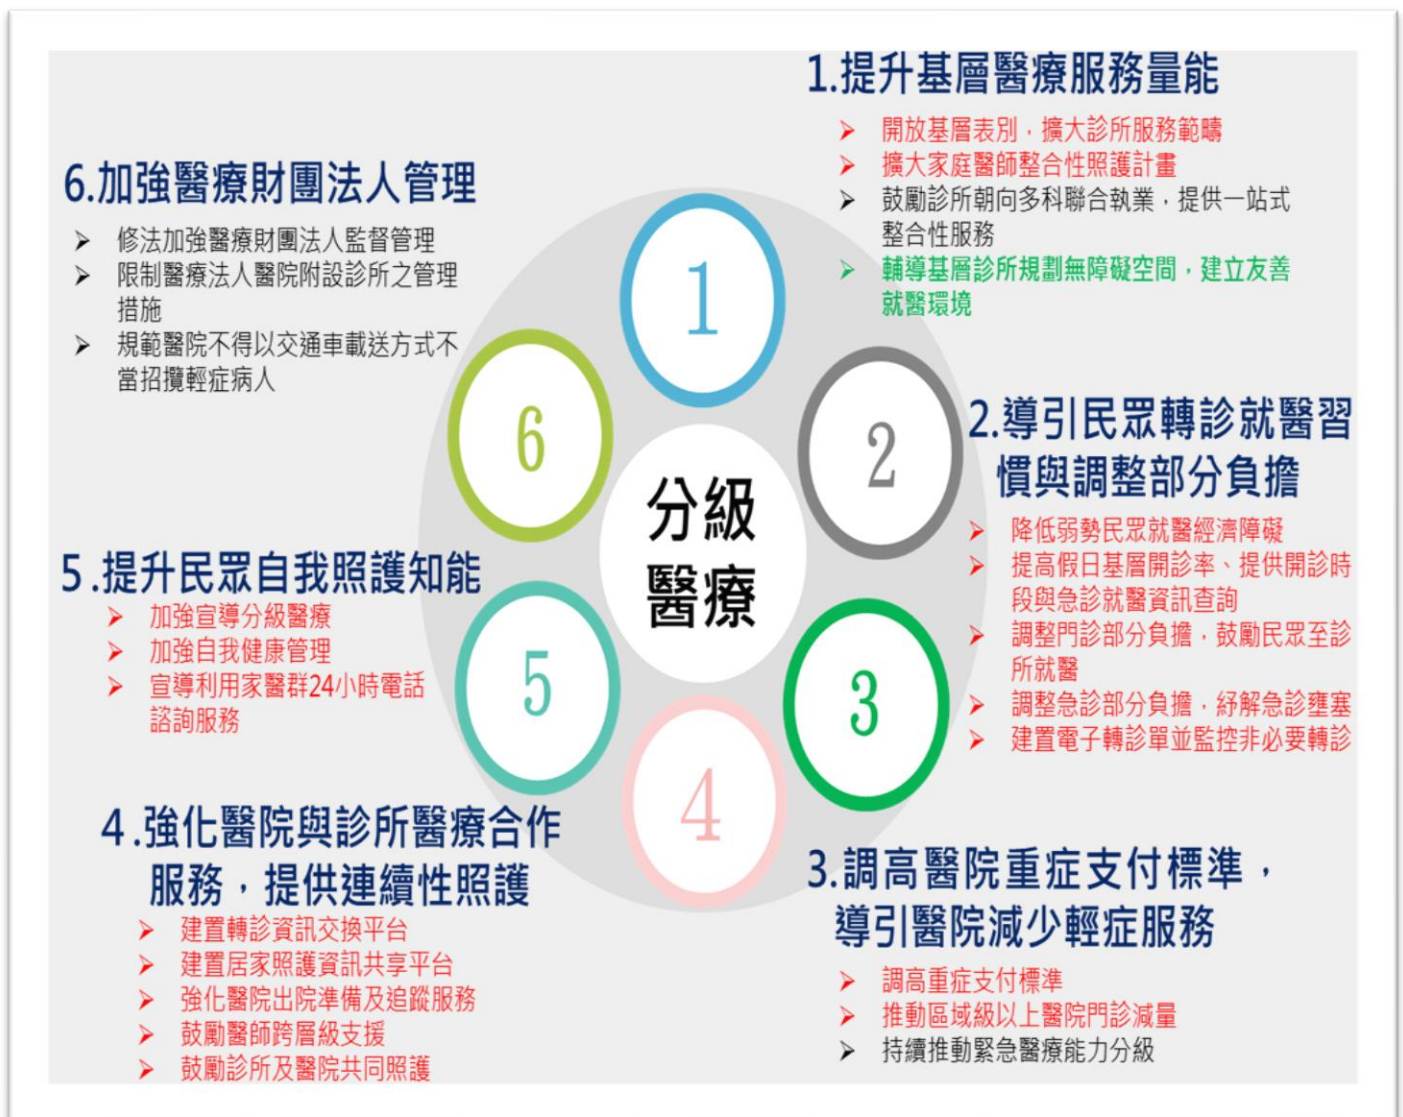 1.提升基層醫療服務量能
➢ 開放基層表別，擴大診所服務範疇
➢ 擴大家庭醫師整合性照護計畫
➢ 鼓勵診所朝向多科聯合執業，提供一站式
整合性服務
➢ 輔導基層診所規劃無障礙空間，建立友善
就醫環境
2.導引民眾轉診就醫習
慣與調整部分負擔
➢ 降低弱勢民眾就醫經濟障礙
➢ 提高假日基層開診率、提供開診時
段與急診就醫資訊查詢
➢ 調整門診部分負擔，鼓勵民眾至診
所就醫
➢ 調整急診部分負擔，紓解急診壅塞
➢ 建置電子轉診單並監控非必要轉診
3.調高醫院重症支付標準，
導引醫院減少輕症服務
➢ 調高重症支付標準
➢ 推動區域級以上醫院門診減量
➢ 持續推動緊急醫療能力分級
4.強化醫院與診所醫療合作
服務，提供連續性照護
➢ 建置轉診資訊交換平台
➢ 建置居家照護資訊共享平台
➢ 強化醫院出院準備及追蹤服務
➢ 鼓勵醫師跨層級支援
➢ 鼓勵診所及醫院共同照護
5.提升民眾自我照護知能
➢ 加強宣導分級醫療
➢ 加強自我健康管理
➢ 宣導利用家醫群24小時電話
諮詢服務
6.加強醫療財團法人管理
➢ 修法加強醫療財團法人監督管理
➢ 限制醫療法人醫院附設診所之管理
措施
➢ 規範醫院不得以交通車載送方式不
當招攬輕症病人
分級
醫療
1
2
3
4
5
6